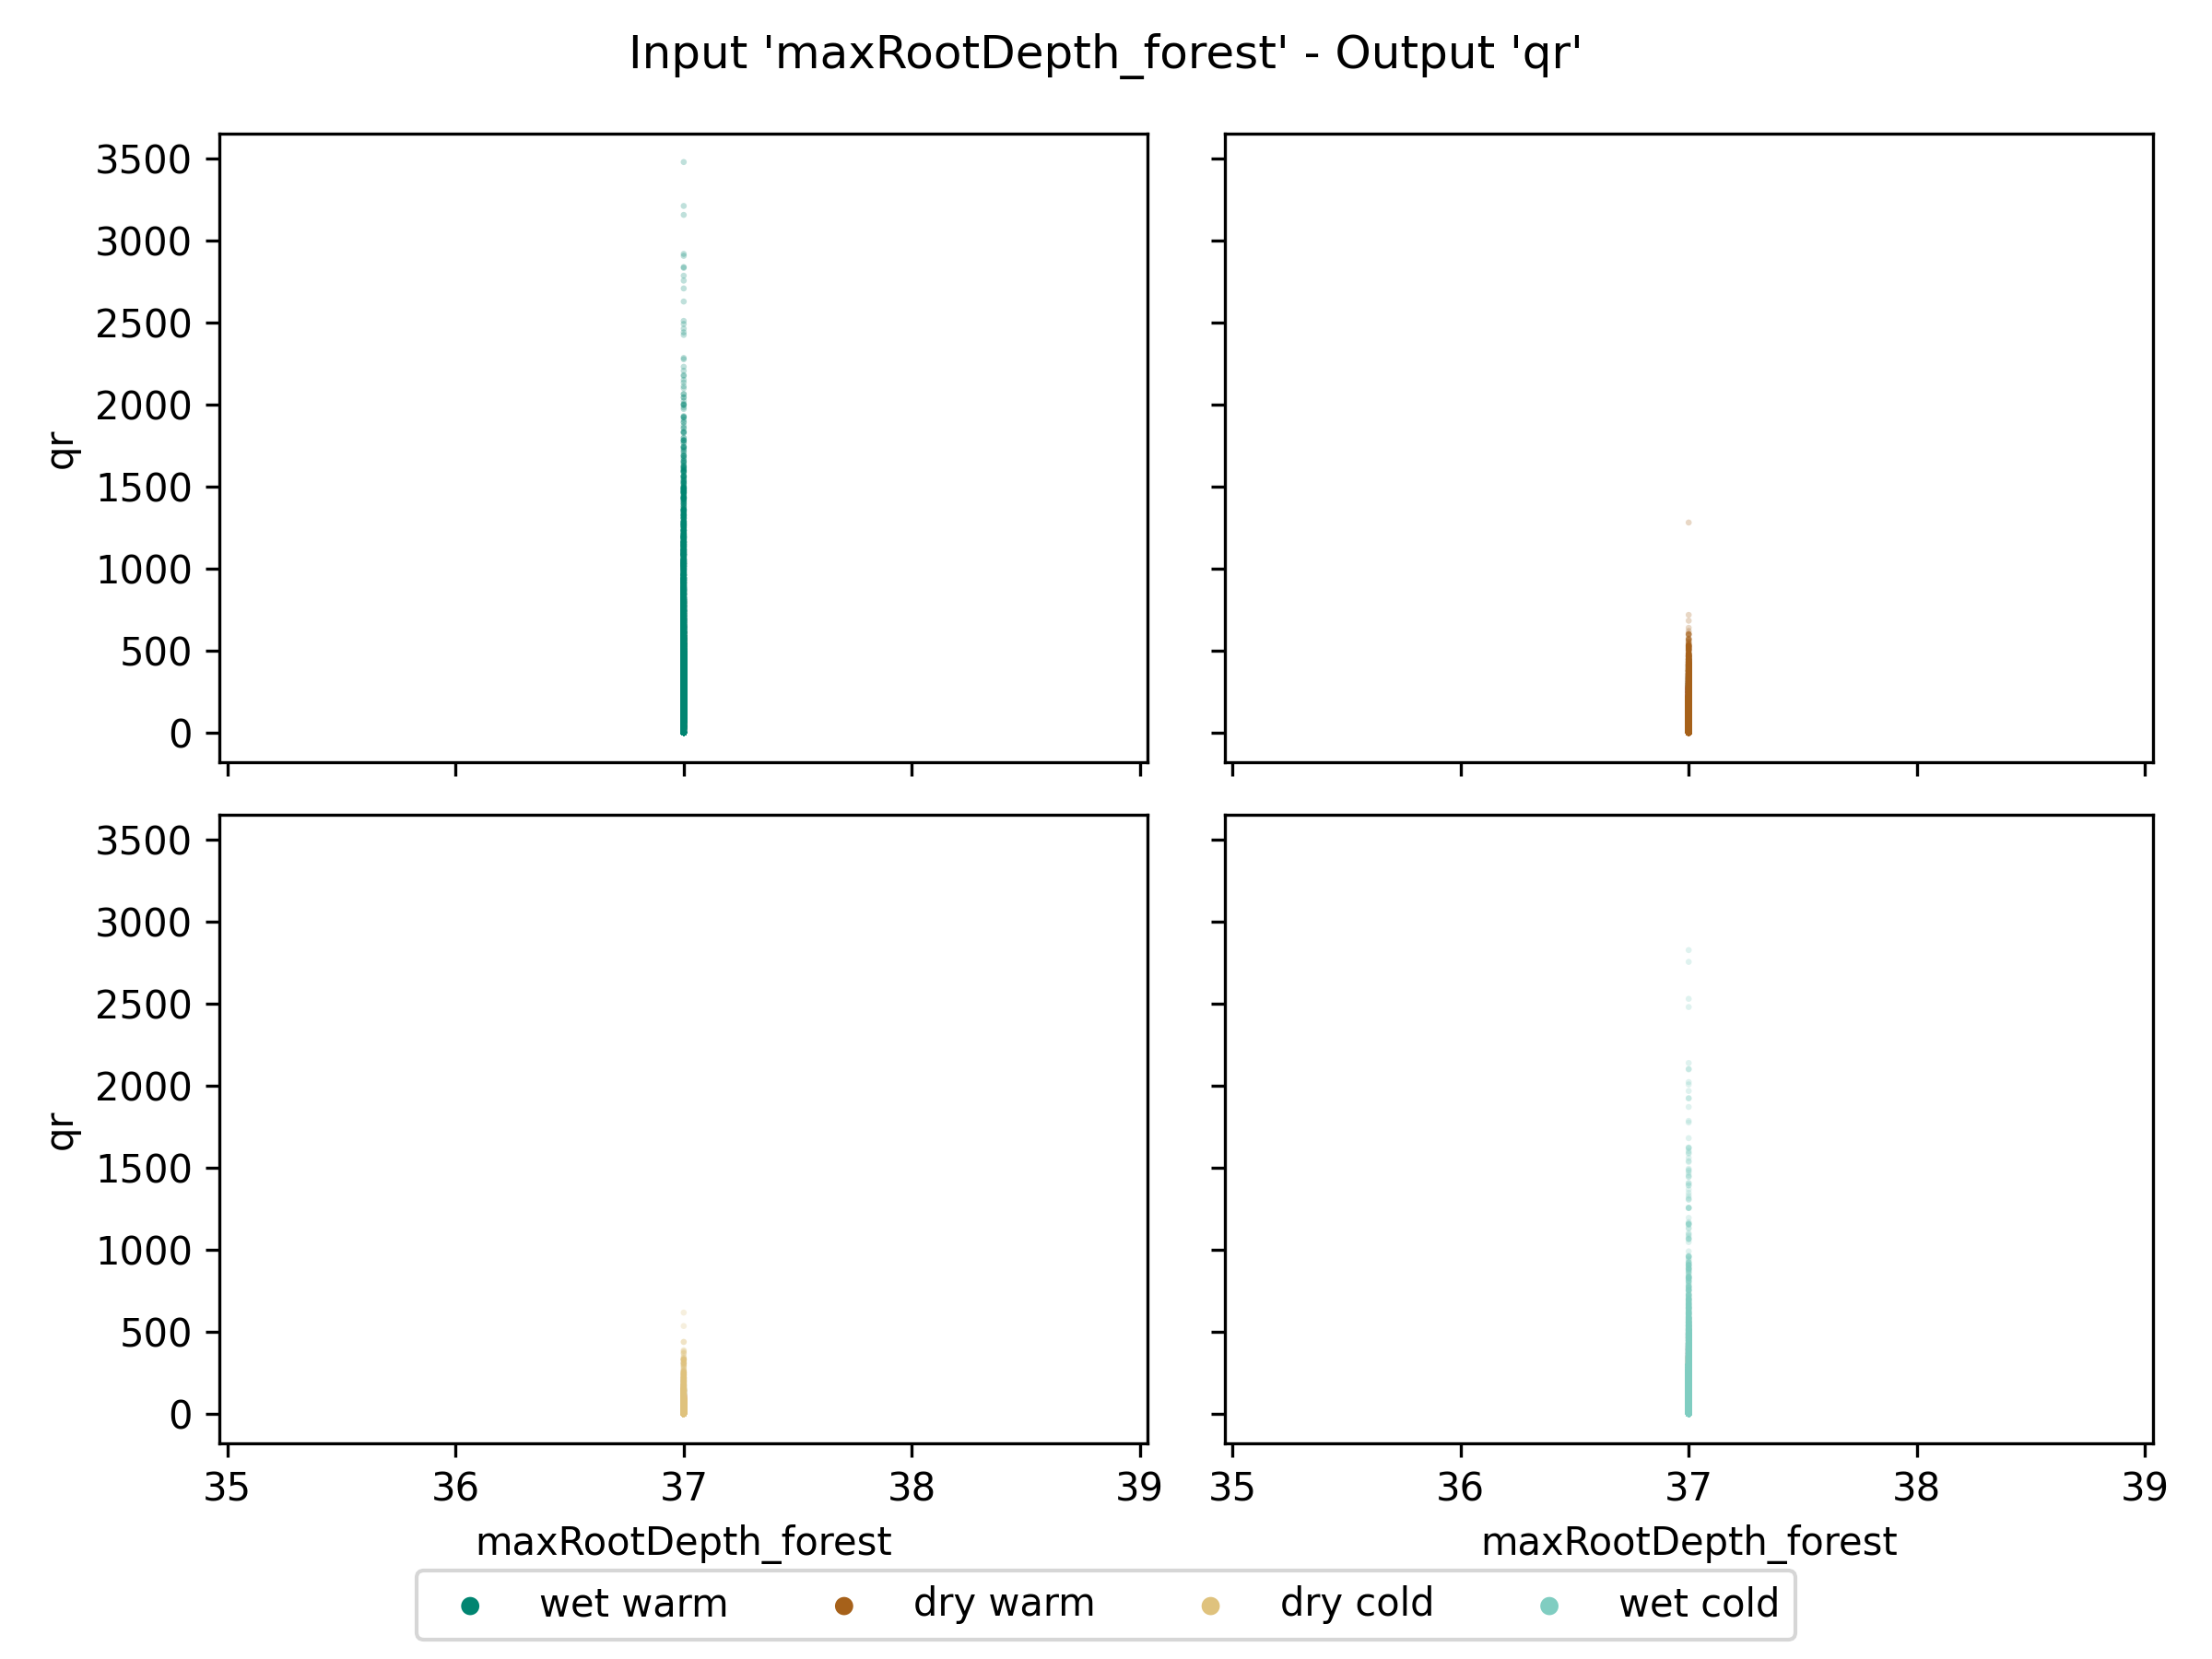 Input 'maxRootDepth_forest' - Output 'qr'
3500
3000
2500
2000
1500
1000
500
0
qr
3500
3000
2500
2000
1500
1000
500
0
qr
35 36 37 38 39
35 36 37 38 39
maxRootDepth_forest
maxRootDepth_forest
wet warm
dry warm
dry cold
wet cold